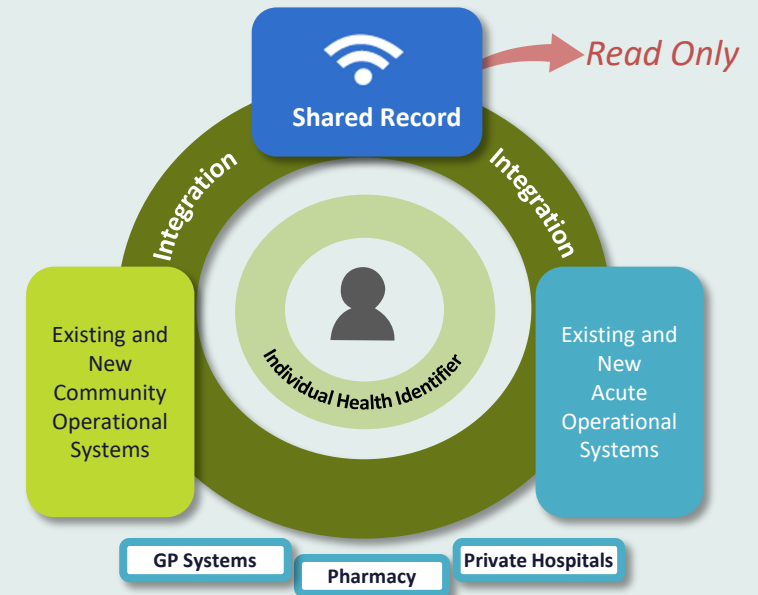 Shared Record
Read Only
Integration
Integration
Existing and
New
Community
Operational
Systems
Individual Health Identifier
Existing and
New
Acute
Operational
Systems
GP Systems
Pharmacy
Private Hospitals